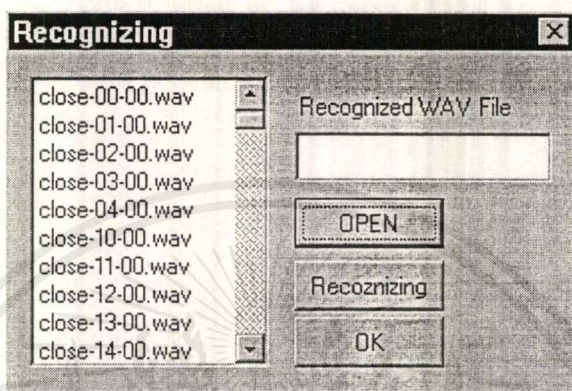 Recognizing
close-00-00.wav
close-01-00.wav
close-02-00.wav
close-03-00.wav
close-04-00.wav
close-10-00.wav
close-11-00.wav
close-12-00.wav
close-13-00.wav
close-14-00.wav
Recognized WAV File
OPEN
Recoznizing
OK